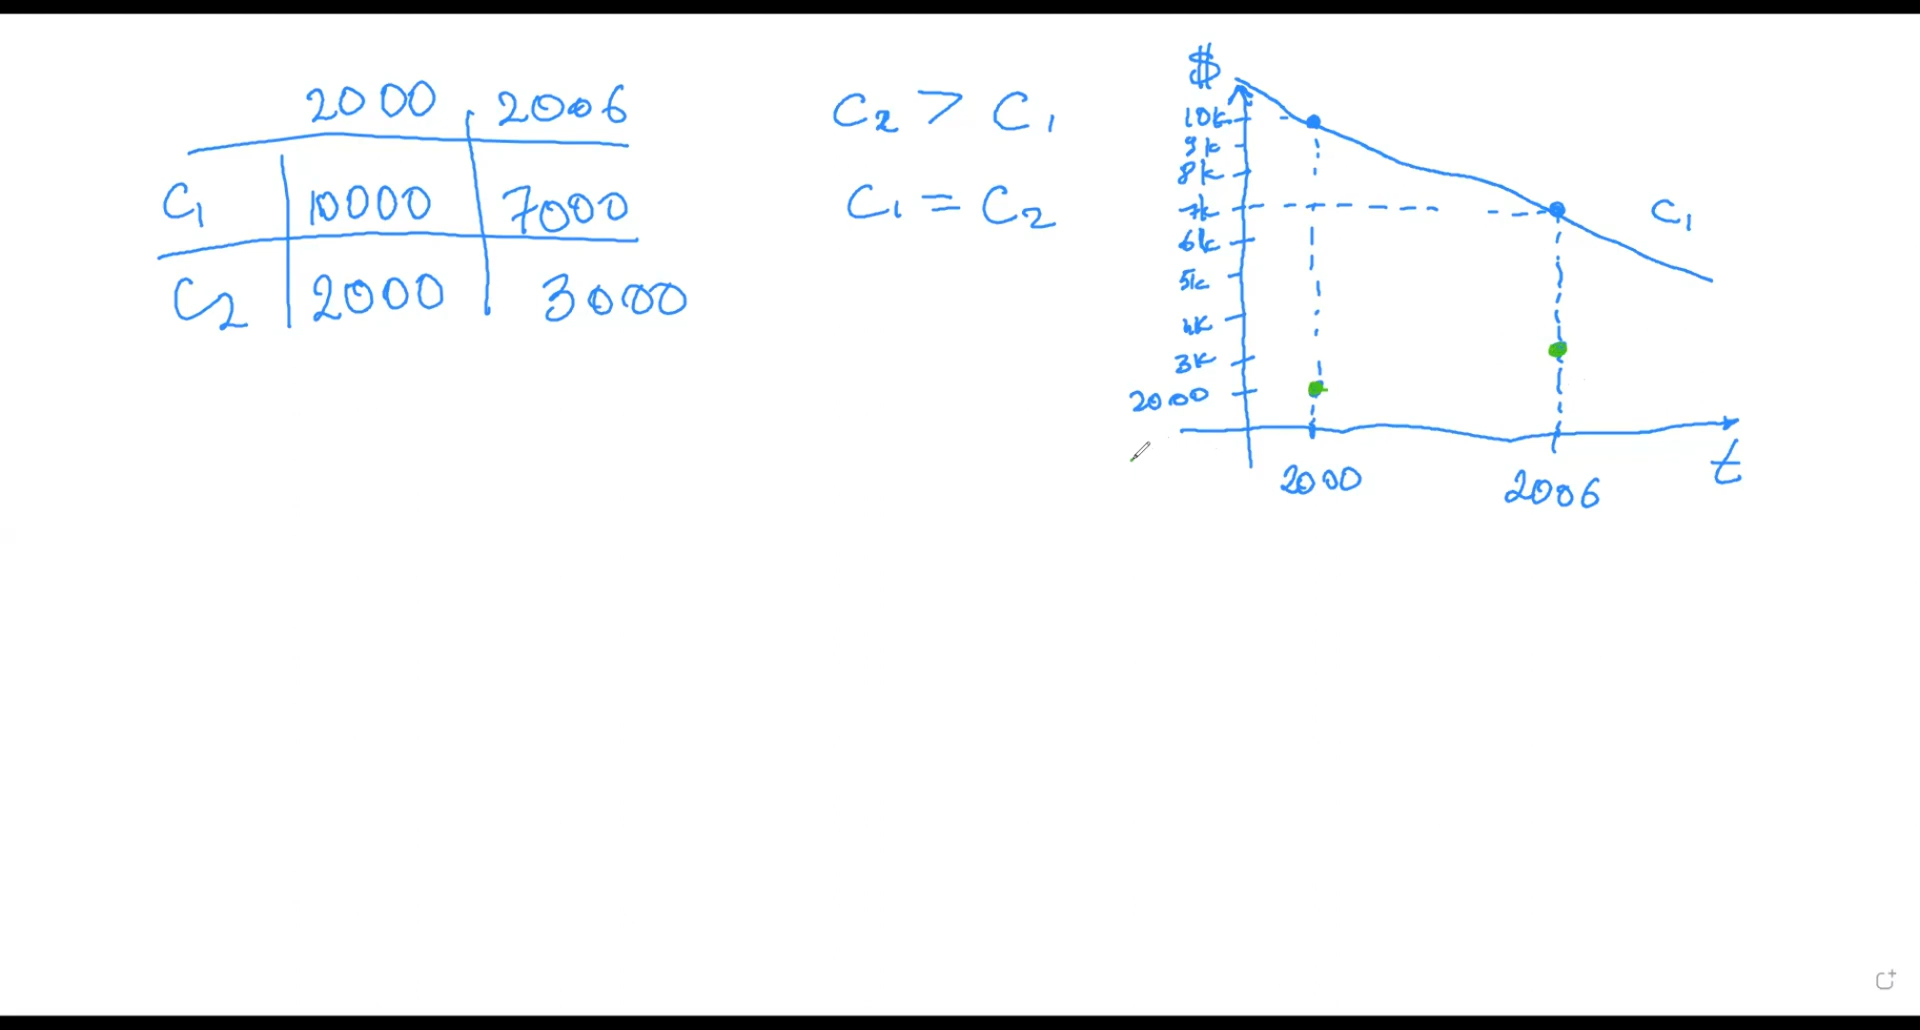 2000 2006
C1 10000 7000
C2 2000 3000
C2 > C1
C1 = C2
$
10k
9k
8k
7k
6k
5k
4k
3k
2000
C1
2000 2006
t